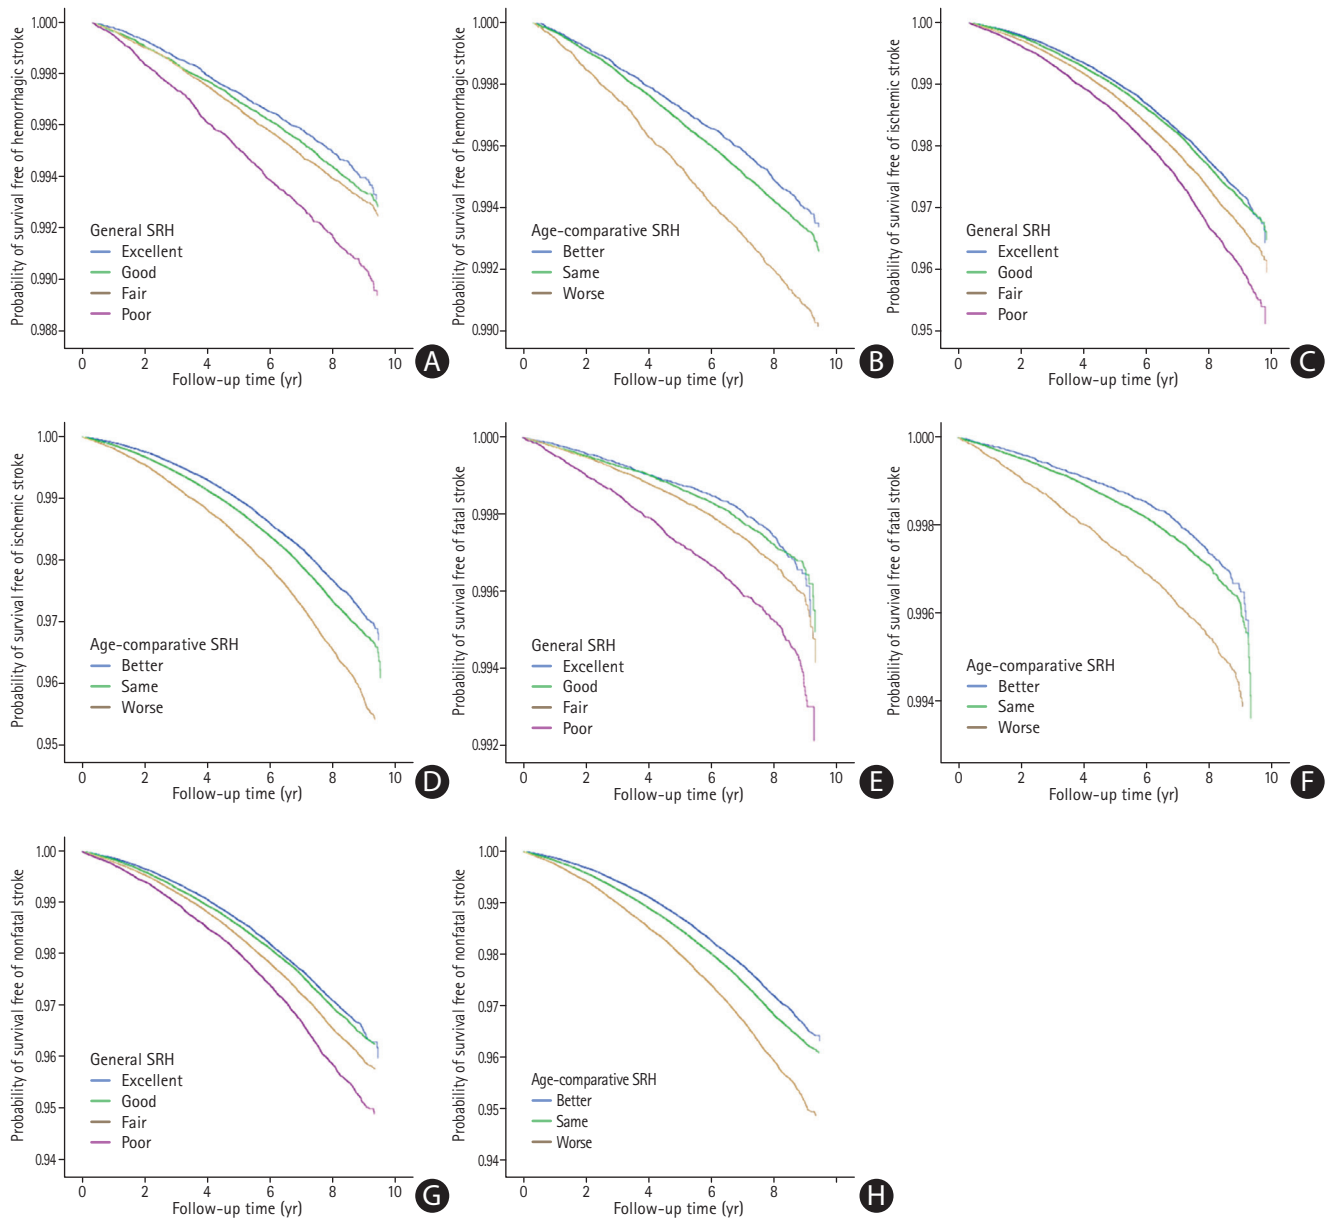 Probability of survival free of hemorrhagic stroke
1.000
0.998
0.996
0.994
0.992
0.990
0.988
General SRH
Excellent
Good
Fair
Poor
0 2 4 6 8 10
Follow-up time (yr)
A
Probability of survival free of hemorrhagic stroke
1.000
0.998
0.996
0.994
0.992
0.990
Age-comparative SRH
Better
Same
Worse
0 2 4 6 8 10
Follow-up time (yr)
B
Probability of survival free of ischemic stroke
1.00
0.99
0.98
0.97
0.96
0.95
General SRH
Excellent
Good
Fair
Poor
0 2 4 6 8 10
Follow-up time (yr)
C
Probability of survival free of ischemic stroke
1.00
0.99
0.98
0.97
0.96
0.95
Age-comparative SRH
Better
Same
Worse
0 2 4 6 8 10
Follow-up time (yr)
D
Probability of survival free of fatal stroke
1.000
0.998
0.996
0.994
0.992
General SRH
Excellent
Good
Fair
Poor
0 2 4 6 8 10
Follow-up time (yr)
E
Probability of survival free of fatal stroke
1.000
0.998
0.996
0.994
Age-comparative SRH
Better
Same
Worse
0 2 4 6 8 10
Follow-up time (yr)
F
Probability of survival free of nonfatal stroke
1.00
0.99
0.98
0.97
0.96
0.95
0.94
General SRH
Excellent
Good
Fair
Poor
0 2 4 6 8 10
Follow-up time (yr)
G
Probability of survival free of nonfatal stroke
1.00
0.99
0.98
0.97
0.96
0.95
0.94
Age-comparative SRH
Better
Same
Worse
0 2 4 6 8
Follow-up time (yr)
H